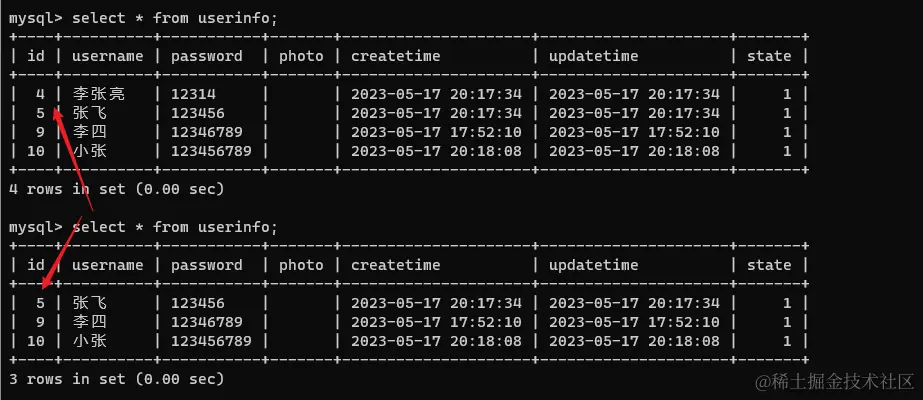 mysql> select * from userinfo;
+----+----------+-----------+-------+---------------------+---------------------+-------+
| id | username | password  | photo | createtime          | updatetime          | state |
+----+----------+-----------+-------+---------------------+---------------------+-------+
|  4 | 李张亮   | 12314     |       | 2023-05-17 20:17:34 | 2023-05-17 20:17:34 |     1 |
|  5 | 张飞     | 123456    |       | 2023-05-17 20:17:34 | 2023-05-17 20:17:34 |     1 |
|  9 | 李四     | 12346789  |       | 2023-05-17 17:52:10 | 2023-05-17 17:52:10 |     1 |
| 10 | 小张     | 123456789 |       | 2023-05-17 20:18:08 | 2023-05-17 20:18:08 |     1 |
+----+----------+-----------+-------+---------------------+---------------------+-------+
4 rows in set (0.00 sec)
mysql> select * from userinfo;
+----+----------+-----------+-------+---------------------+---------------------+-------+
| id | username | password  | photo | createtime          | updatetime          | state |
+----+----------+-----------+-------+---------------------+---------------------+-------+
|  5 | 张飞     | 123456    |       | 2023-05-17 20:17:34 | 2023-05-17 20:17:34 |     1 |
|  9 | 李四     | 12346789  |       | 2023-05-17 17:52:10 | 2023-05-17 17:52:10 |     1 |
| 10 | 小张     | 123456789 |       | 2023-05-17 20:18:08 | 2023-05-17 20:18:08 |     1 |
+----+----------+-----------+-------+---------------------+---------------------+-------+
3 rows in set (0.00 sec)
@稀土掘金技术社区